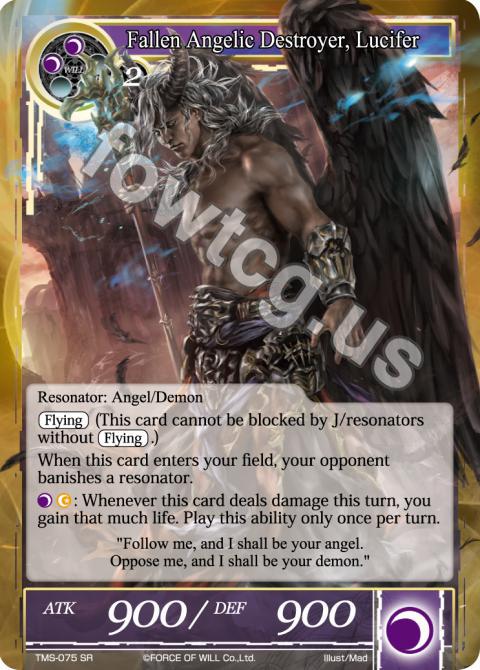 Fallen Angelic Destroyer, Lucifer
WILL
2
fowtcg.us
Resonator: Angel/Demon
Flying (This card cannot be blocked by J/resonators
without Flying.)
When this card enters your field, your opponent
banishes a resonator.
: Whenever this card deals damage this turn, you
gain that much life. Play this ability only once per turn.
"Follow me, and I shall be your angel.
Oppose me, and I shall be your demon."
ATK 900/ DEF 900
TMS-075 SR ©FORCE OF WILL Co.,Ltd. Illust/Mad